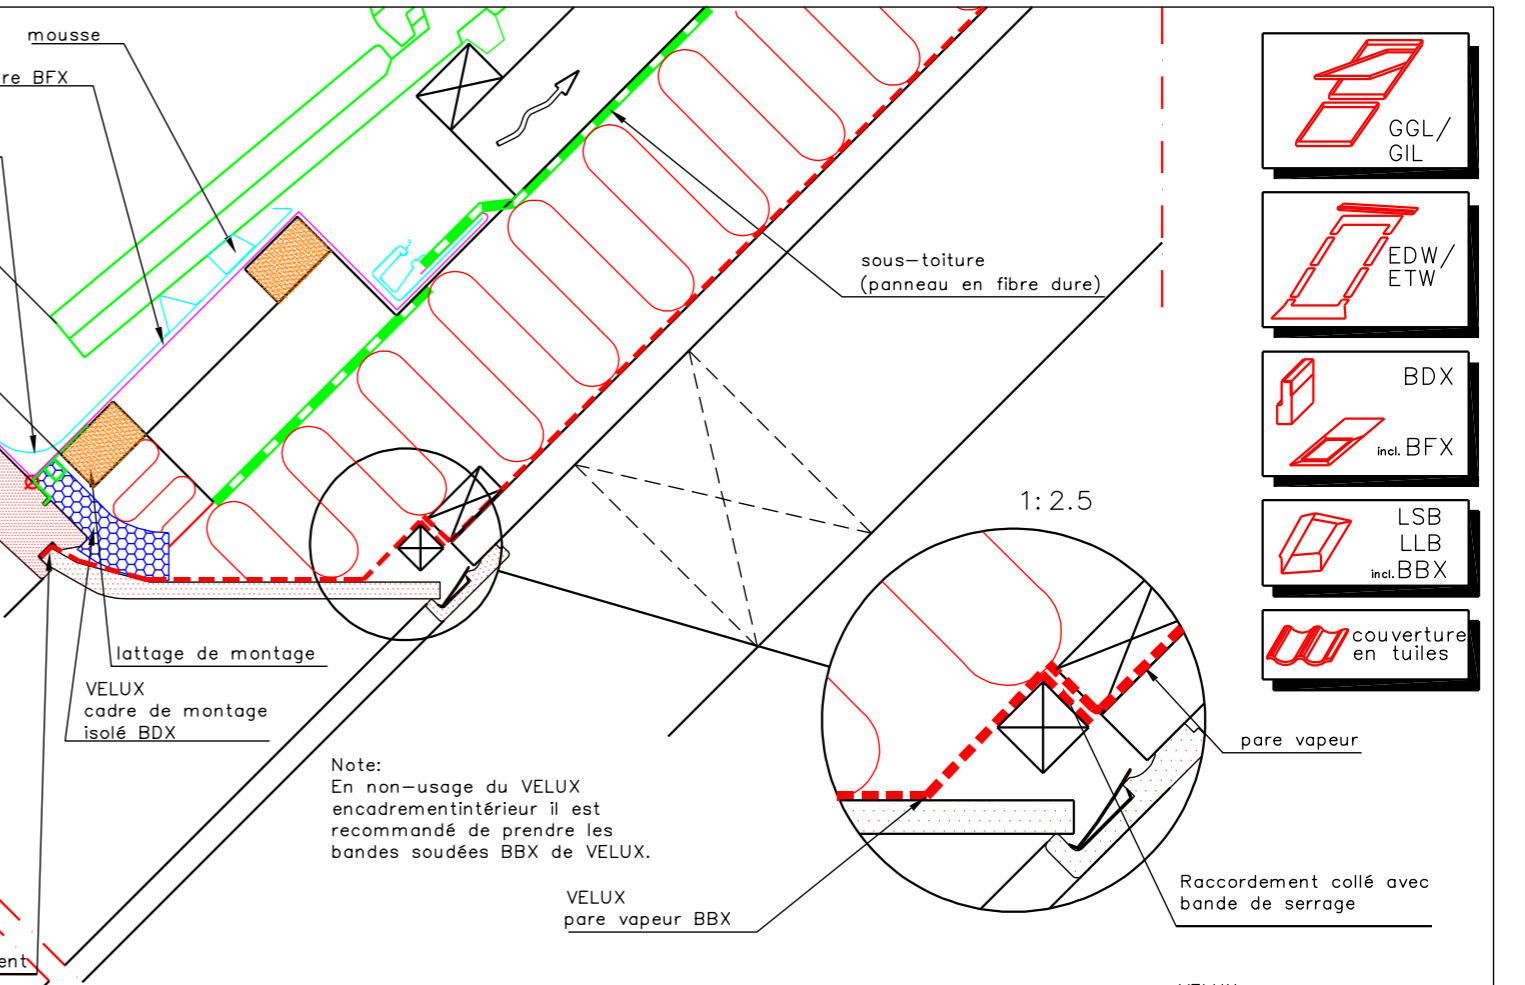 mousse
re BFX
sous-toiture
(panneau en fibre dure)
GGL/
GIL
EDW/
ETW
BDX
incl. BFX
LSB
LLB
incl. BBX
couverture
en tuiles
1:2.5
lattage de montage
VELUX
cadre de montage
isolé BDX
Note:
En non-usage du VELUX
encadrementintérieur il est
recommandé de prendre les
bandes soudées BBX de VELUX.
VELUX
pare vapeur BBX
pare vapeur
Raccordement collé avec
bande de serrage
ent
VELUX